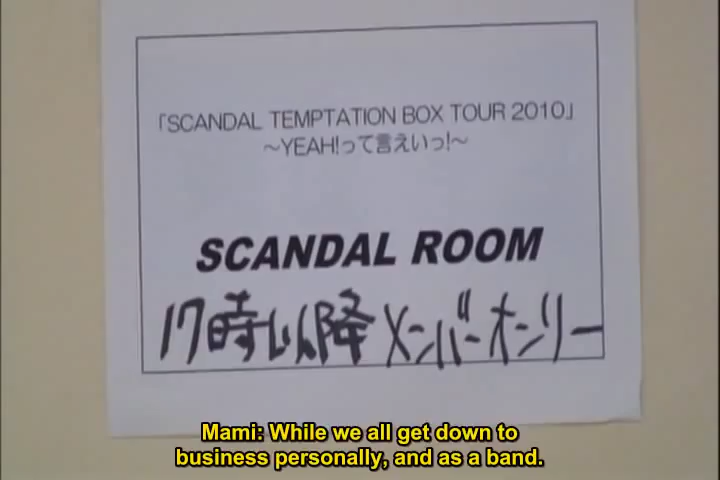 「SCANDAL TEMPTATION BOX TOUR 2010」
～YEAH!って言えいっ!～
SCANDAL ROOM
17時以降メンバーオンリー
Mami: While we all get down to
business personally, and as a band.